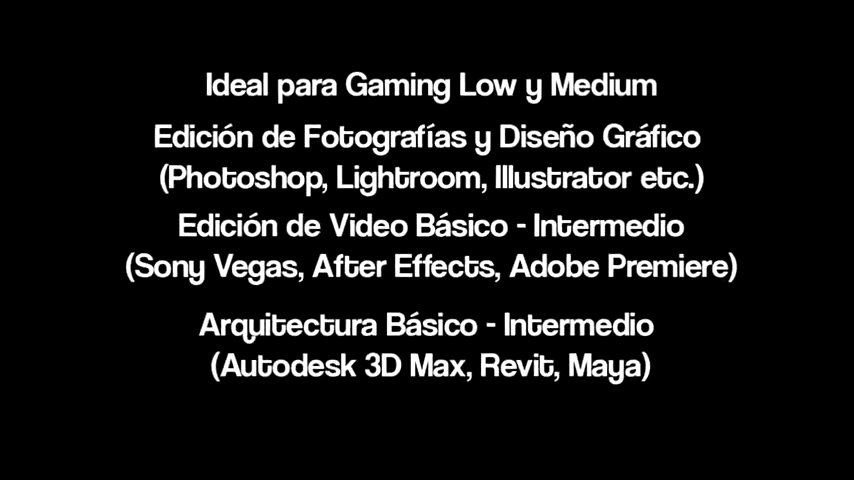 Ideal para Gaming Low y Medium
Edición de Fotografías y Diseño Gráfico
(Photoshop, Lightroom, Illustrator etc.)
Edición de Video Básico - Intermedio
(Sony Vegas, After Effects, Adobe Premiere)
Arquitectura Básico - Intermedio
(Autodesk 3D Max, Revit, Maya)